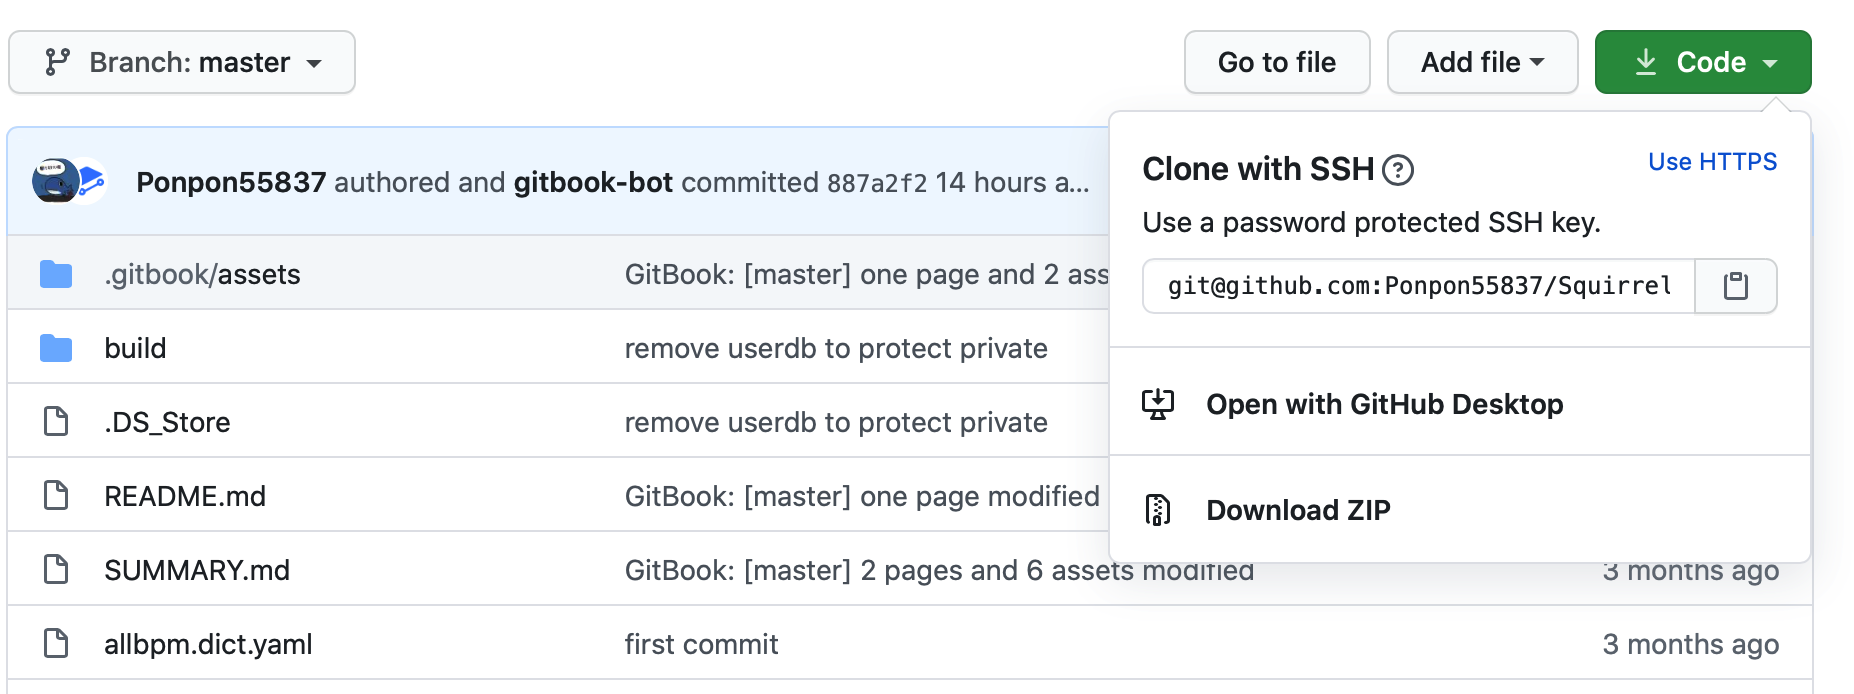 Branch: master
Go to file
Add file
Code
Ponpon55837 authored and gitbook-bot committed 887a2f2 14 hours a...
Clone with SSH
Use HTTPS
Use a password protected SSH key.
git@github.com:Ponpon55837/Squirrel
Open with GitHub Desktop
Download ZIP
.gitbook/assets GitBook: [master] one page and 2 ass
build remove userdb to protect private
.DS_Store remove userdb to protect private
README.md GitBook: [master] one page modified
SUMMARY.md GitBook: [master] 2 pages and 6 assets modified 3 months ago
allbpm.dict.yaml first commit 3 months ago